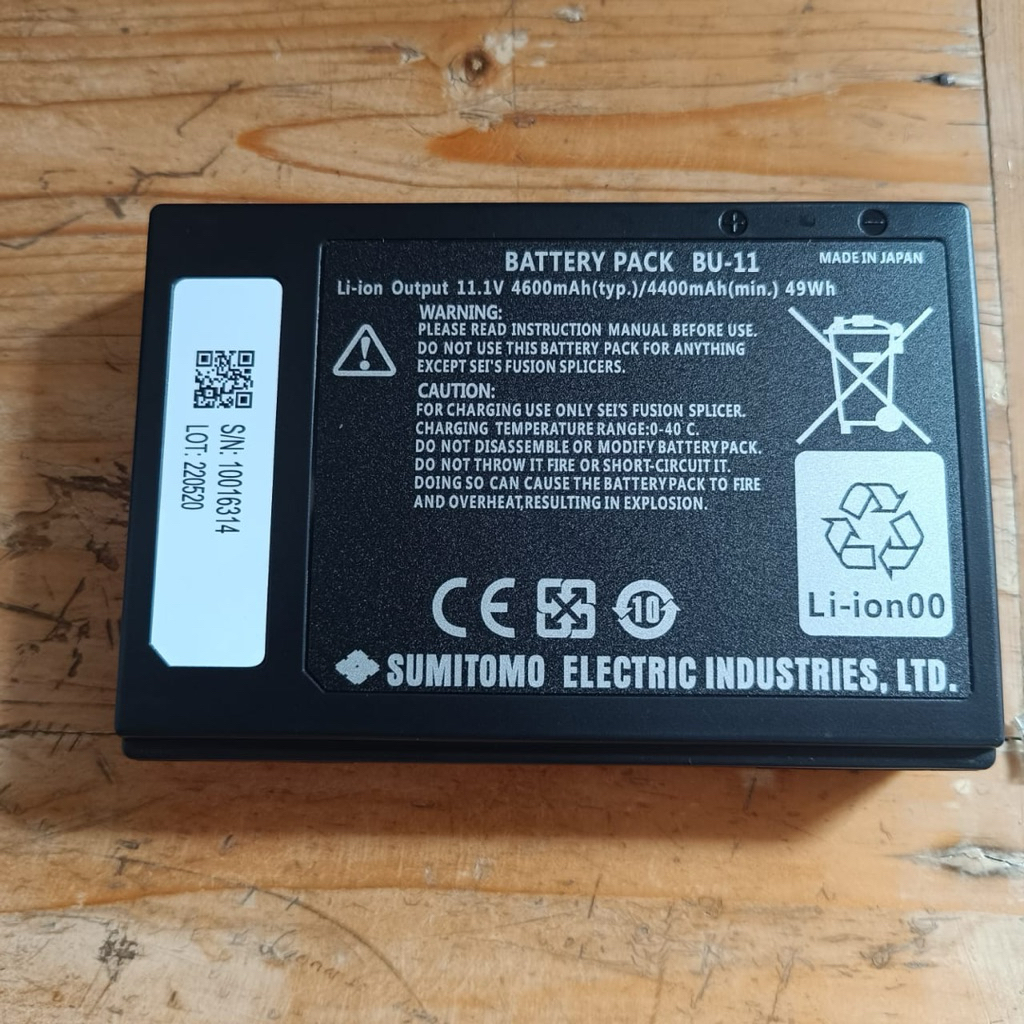 BATTERY PACK BU-11
MADE IN JAPAN
Li-ion Output 11.1V 4600mAh(typ.)/4400mAh(min.) 49Wh
WARNING:
PLEASE READ INSTRUCTION MANUAL BEFORE USE.
DO NOT USE THIS BATTERY PACK FOR ANYTHING
EXCEPT SEI'S FUSION SPLICERS.
CAUTION:
FOR CHARGING USE ONLY SEI'S FUSION SPLICER.
CHARGING TEMPERATURE RANGE:0-40 C.
DO NOT DISASSEMBLE OR MODIFY BATTERY PACK.
DO NOT THROW IT FIRE OR SHORT-CIRCUIT IT.
DOING SO CAN CAUSE THE BATTERY PACK TO FIRE
AND OVERHEAT,RESULTING IN EXPLOSION.
Li-ion00
CE
10
SUMITOMO ELECTRIC INDUSTRIES, LTD.
S/N: 10016314
LOT: 220520